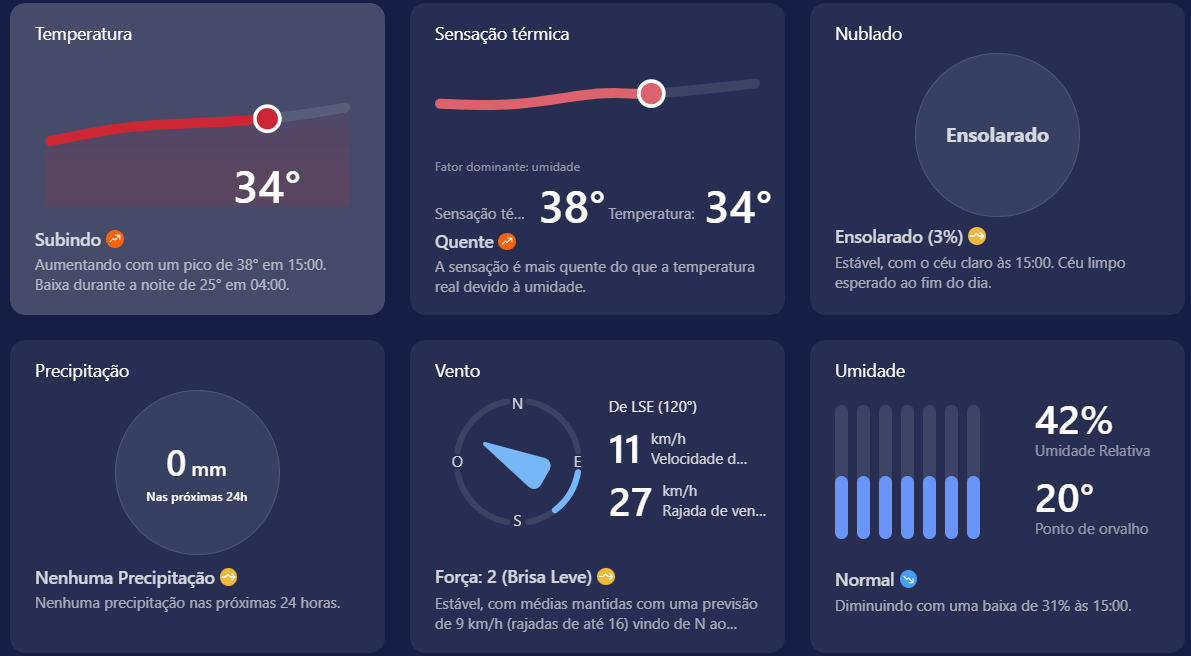 Temperatura
34°
Subindo
Aumentando com um pico de 38° em 15:00.
Baixa durante a noite de 25° em 04:00.
Sensação térmica
Fator dominante: umidade
Sensação té... 38° Temperatura: 34°
Quente
A sensação é mais quente do que a temperatura
real devido à umidade.
Nublado
Ensolarado
Ensolarado (3%)
Estável, com o céu claro às 15:00. Céu limpo
esperado ao fim do dia.
Precipitação
0 mm
Nas próximas 24h
Nenhuma Precipitação
Nenhuma precipitação nas próximas 24 horas.
Vento
N
O
E
S
De LSE (120°)
11 km/h
Velocidade d...
27 km/h
Rajada de ven...
Força: 2 (Brisa Leve)
Estável, com médias mantidas com uma previsão
de 9 km/h (rajadas de até 16) vindo de N ao...
Umidade
42%
Umidade Relativa
20°
Ponto de orvalho
Normal
Diminuindo com uma baixa de 31% às 15:00.